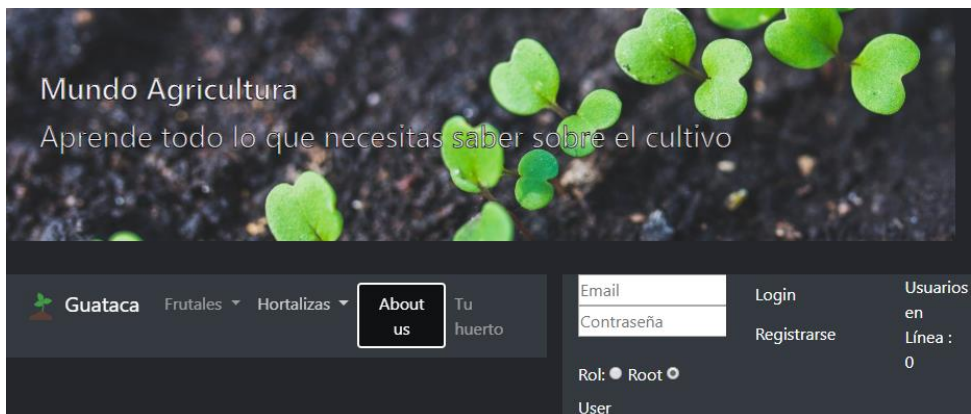 Mundo Agricultura
Aprende todo lo que necesitas saber sobre el cultivo
Guataca
Frutales
Hortalizas
About
us
Tu
huerto
Email
Contraseña
Rol: Root
User
Login
Registrarse
Usuarios
en
Línea :
0